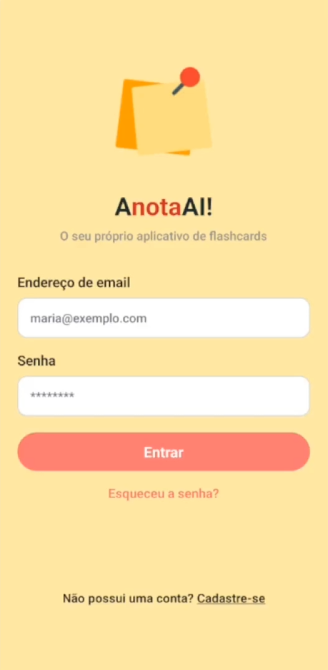 AnotaAI!
O seu próprio aplicativo de flashcards
Endereço de email
maria@exemplo.com
Senha
********
Entrar
Esqueceu a senha?
Não possui uma conta? Cadastre-se